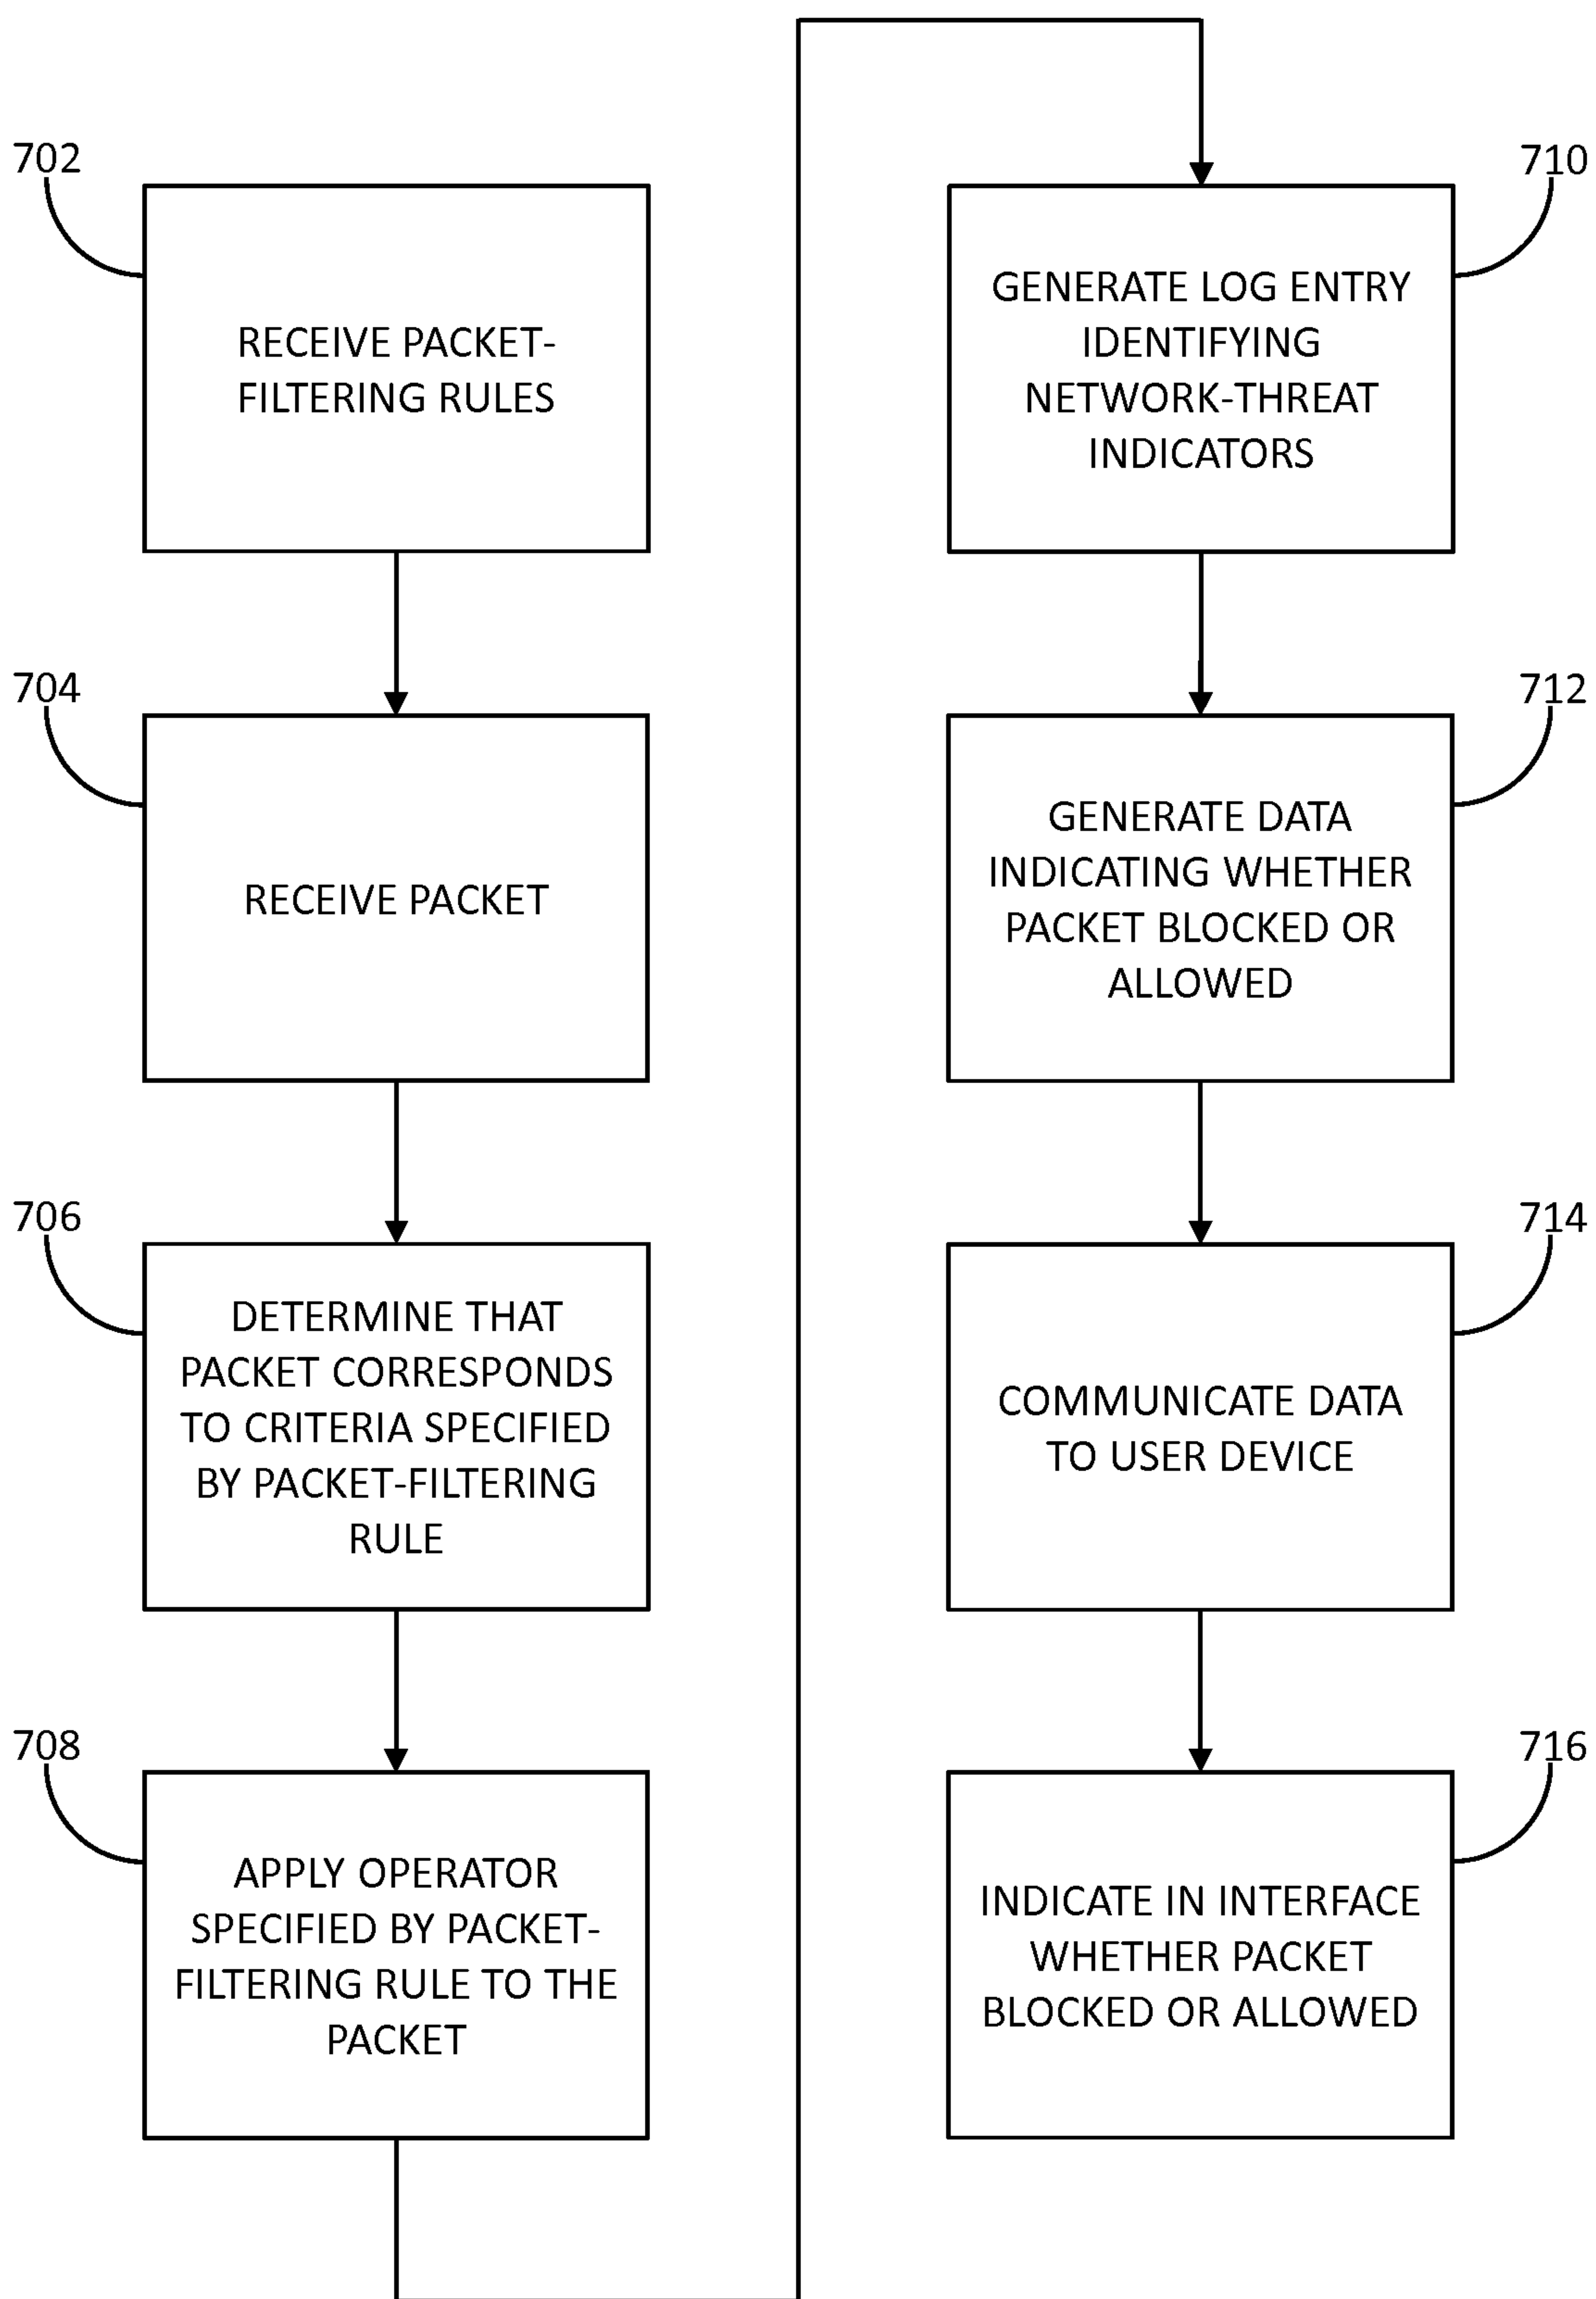 702
RECEIVE PACKET-
FILTERING RULES
704
RECEIVE PACKET
706
DETERMINE THAT
PACKET CORRESPONDS
TO CRITERIA SPECIFIED
BY PACKET-FILTERING
RULE
708
APPLY OPERATOR
SPECIFIED BY PACKET-
FILTERING RULE TO THE
PACKET
710
GENERATE LOG ENTRY
IDENTIFYING
NETWORK-THREAT
INDICATORS
712
GENERATE DATA
INDICATING WHETHER
PACKET BLOCKED OR
ALLOWED
714
COMMUNICATE DATA
TO USER DEVICE
716
INDICATE IN INTERFACE
WHETHER PACKET
BLOCKED OR ALLOWED